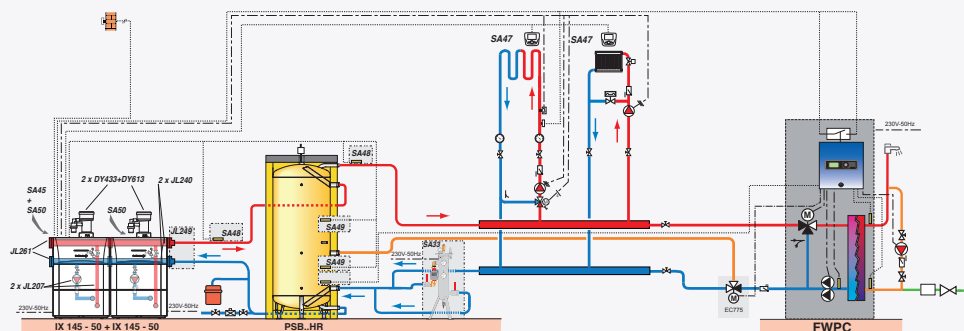 SA47
SA47
230V-50Hz
SA48
2 x DY433+DY613
2 x JL240
SA45
+
SA50
SA50
JL249
SA48
SA49
JL261
SA49
SA33
230V-50Hz
2 x JL207
230V-50Hz
230V-50Hz
M
M
EC775
IX 145 - 50 + IX 145 - 50
PSB..HR
FWPC